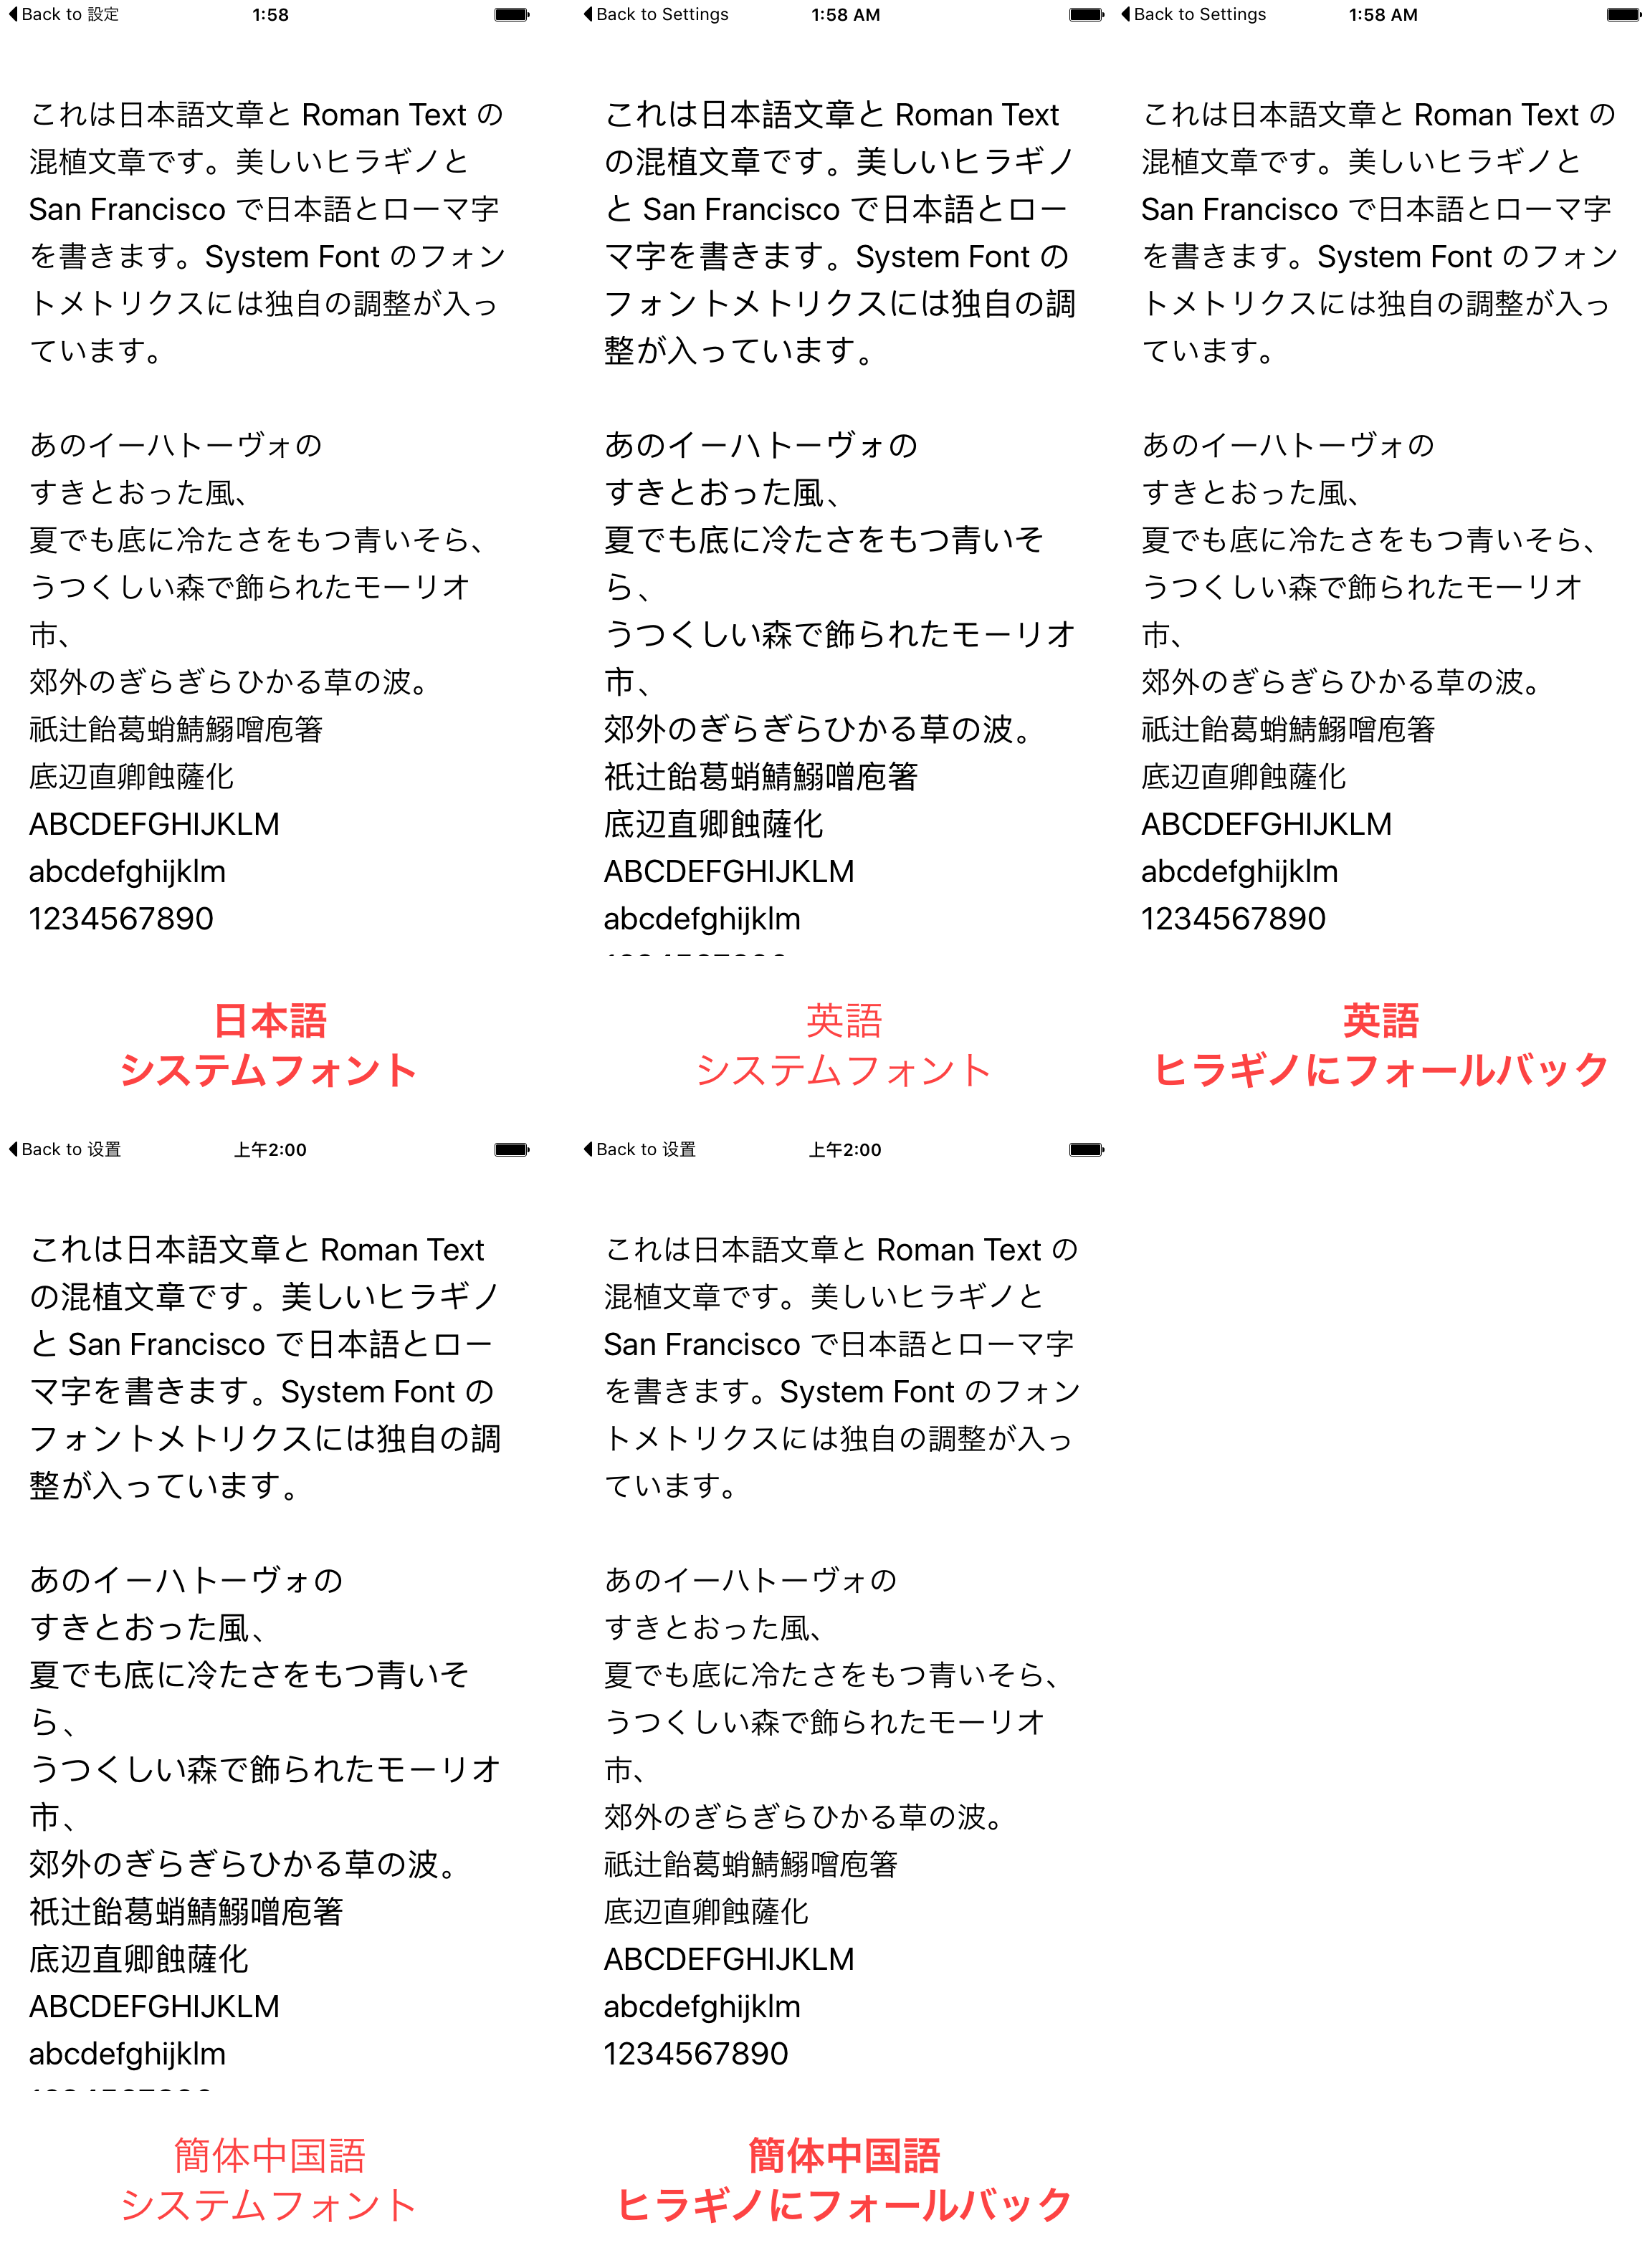 Back to 設定 1:58
これは日本語文章と Roman Text の
混植文章です。美しいヒラギノと
San Francisco で日本語とローマ字
を書きます。System Font のフォン
トメトリクスには独自の調整が入っ
ています。
あのイーハトーヴォの
すきとおった風、
夏でも底に冷たさをもつ青いそら、
うつくしい森で飾られたモーリオ
市、
郊外のぎらぎらひかる草の波。
祇辻飴葛蛸鯖鰯噌庖箸
底辺直卿蝕薩化
ABCDEFGHIJKLM
abcdefghijklm
1234567890
日本語
システムフォント
Back to Settings 1:58 AM
これは日本語文章と Roman Text
の混植文章です。美しいヒラギノ
と San Francisco で日本語とロー
マ字を書きます。System Font の
フォントメトリクスには独自の調
整が入っています。
あのイーハトーヴォの
すきとおった風、
夏でも底に冷たさをもつ青いそ
ら、
うつくしい森で飾られたモーリオ
市、
郊外のぎらぎらひかる草の波。
祇辻飴葛蛸鯖鰯噌庖箸
底辺直卿蝕薩化
ABCDEFGHIJKLM
abcdefghijklm
英語
システムフォント
Back to Settings 1:58 AM
これは日本語文章と Roman Text の
混植文章です。美しいヒラギノと
San Francisco で日本語とローマ字
を書きます。System Font のフォン
トメトリクスには独自の調整が入っ
ています。
あのイーハトーヴォの
すきとおった風、
夏でも底に冷たさをもつ青いそら、
うつくしい森で飾られたモーリオ
市、
郊外のぎらぎらひかる草の波。
祇辻飴葛蛸鯖鰯噌庖箸
底辺直卿蝕薩化
ABCDEFGHIJKLM
abcdefghijklm
1234567890
英語
ヒラギノにフォールバック
Back to 设置 上午2:00
これは日本語文章と Roman Text
の混植文章です。美しいヒラギノ
と San Francisco で日本語とロー
マ字を書きます。System Font の
フォントメトリクスには独自の調
整が入っています。
あのイーハトーヴォの
すきとおった風、
夏でも底に冷たさをもつ青いそ
ら、
うつくしい森で飾られたモーリオ
市、
郊外のぎらぎらひかる草の波。
祇辻飴葛蛸鯖鰯噌庖箸
底辺直卿蝕薩化
ABCDEFGHIJKLM
abcdefghijklm
簡体中国語
システムフォント
Back to 设置 上午2:00
これは日本語文章と Roman Text の
混植文章です。美しいヒラギノと
San Francisco で日本語とローマ字
を書きます。System Font のフォン
トメトリクスには独自の調整が入っ
ています。
あのイーハトーヴォの
すきとおった風、
夏でも底に冷たさをもつ青いそら、
うつくしい森で飾られたモーリオ
市、
郊外のぎらぎらひかる草の波。
祇辻飴葛蛸鯖鰯噌庖箸
底辺直卿蝕薩化
ABCDEFGHIJKLM
abcdefghijklm
1234567890
簡体中国語
ヒラギノにフォールバック